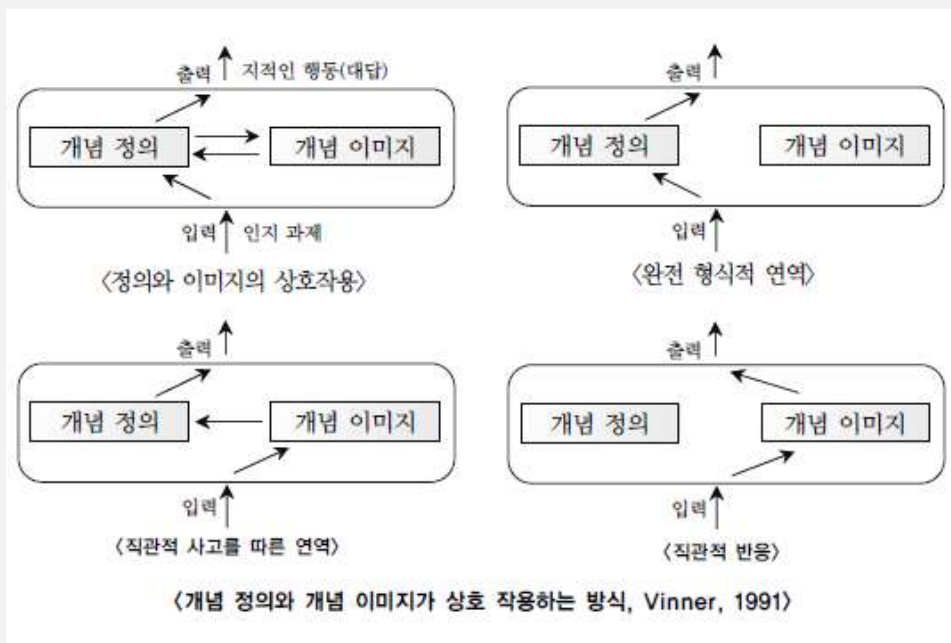 출력 지적인 행동(대답)
개념 정의 개념 이미지
입력 인지 과제
〈정의와 이미지의 상호작용〉
출력
개념 정의 개념 이미지
입력
〈완전 형식적 연역〉
출력
개념 정의 개념 이미지
입력
〈직관적 사고를 따른 연역〉
출력
개념 정의 개념 이미지
입력
〈직관적 반응〉
〈개념 정의와 개념 이미지가 상호 작용하는 방식, Vinner, 1991〉